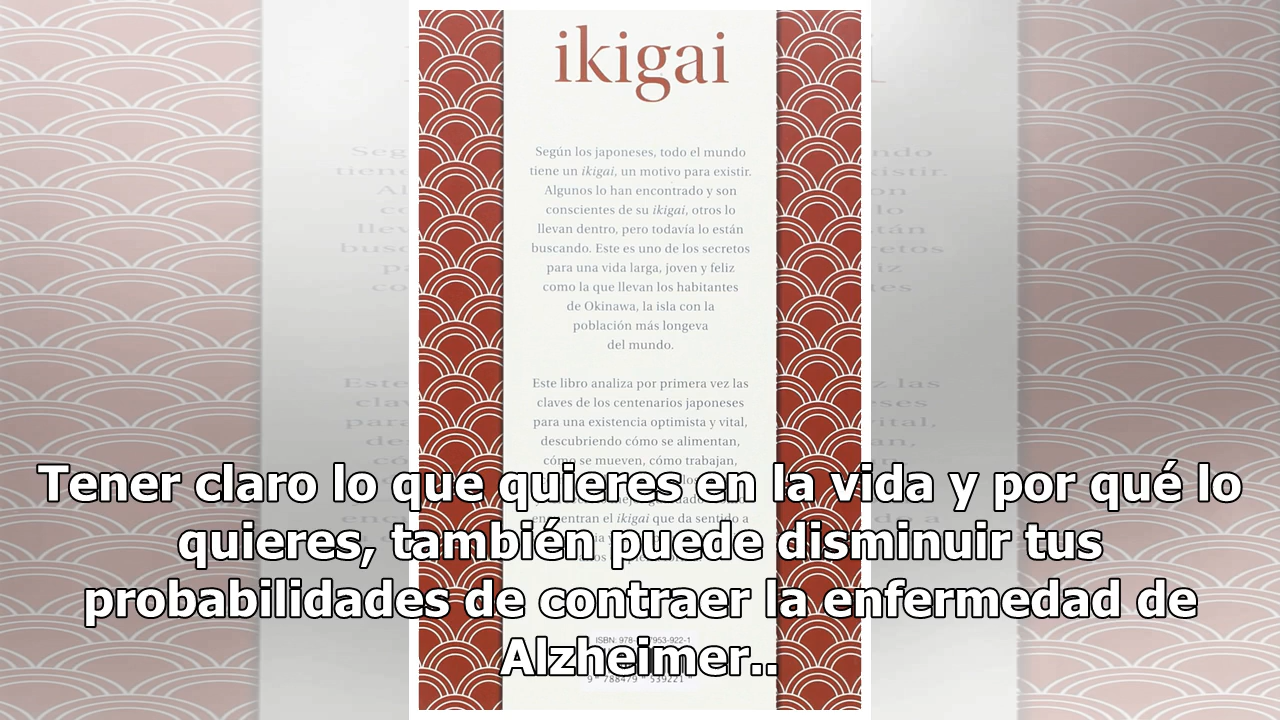 ikigai
Según los japoneses, todo el mundo
tiene un ikigai, un motivo para existir.
Algunos lo han encontrado y son
conscientes de su ikigai, otros lo
llevan dentro, pero todavía lo están
buscando. Este es uno de los secretos
para una vida larga, joven y feliz
como la que llevan los habitantes
de Okinawa, la isla con la
población más longeva
del mundo.
Este libro analiza por primera vez las
claves de los centenarios japoneses
para una existencia optimista y vital,
descubriendo cómo se alimentan,
cómo se mueven, cómo trabajan,
Tener claro lo que quieres en la vida y por qué lo
ikigai que da sentido a
quieres, también puede disminuir tus
probabilidades de contraer la enfermedad de
ISBN:
Alzheimer..